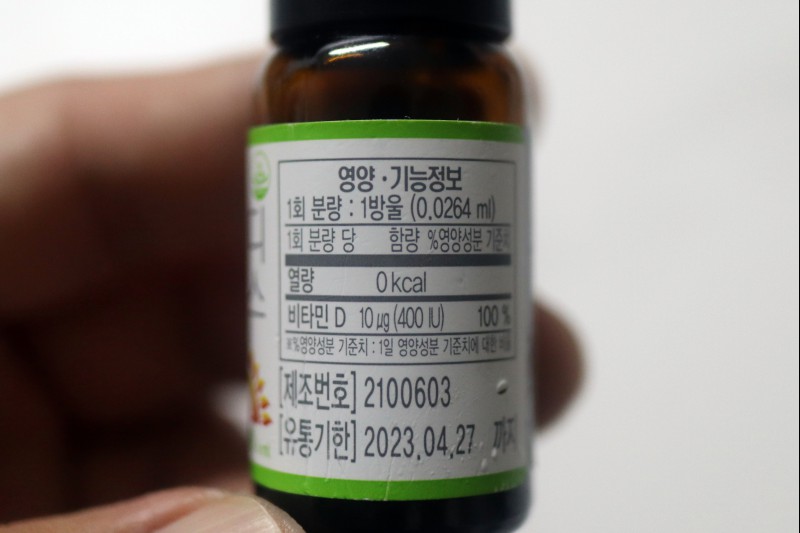 영양·기능정보
1회 분량 : 1방울 (0.0264 ml)
1회 분량 당 함량 %영양성분 기준치
열량 0 kcal
비타민 D 10 μg (400 IU) 100 %
※%영양성분 기준치 : 1일 영양성분 기준치에 대한 비율
[제조번호] 2100603
[유통기한] 2023.04.27 까지
디